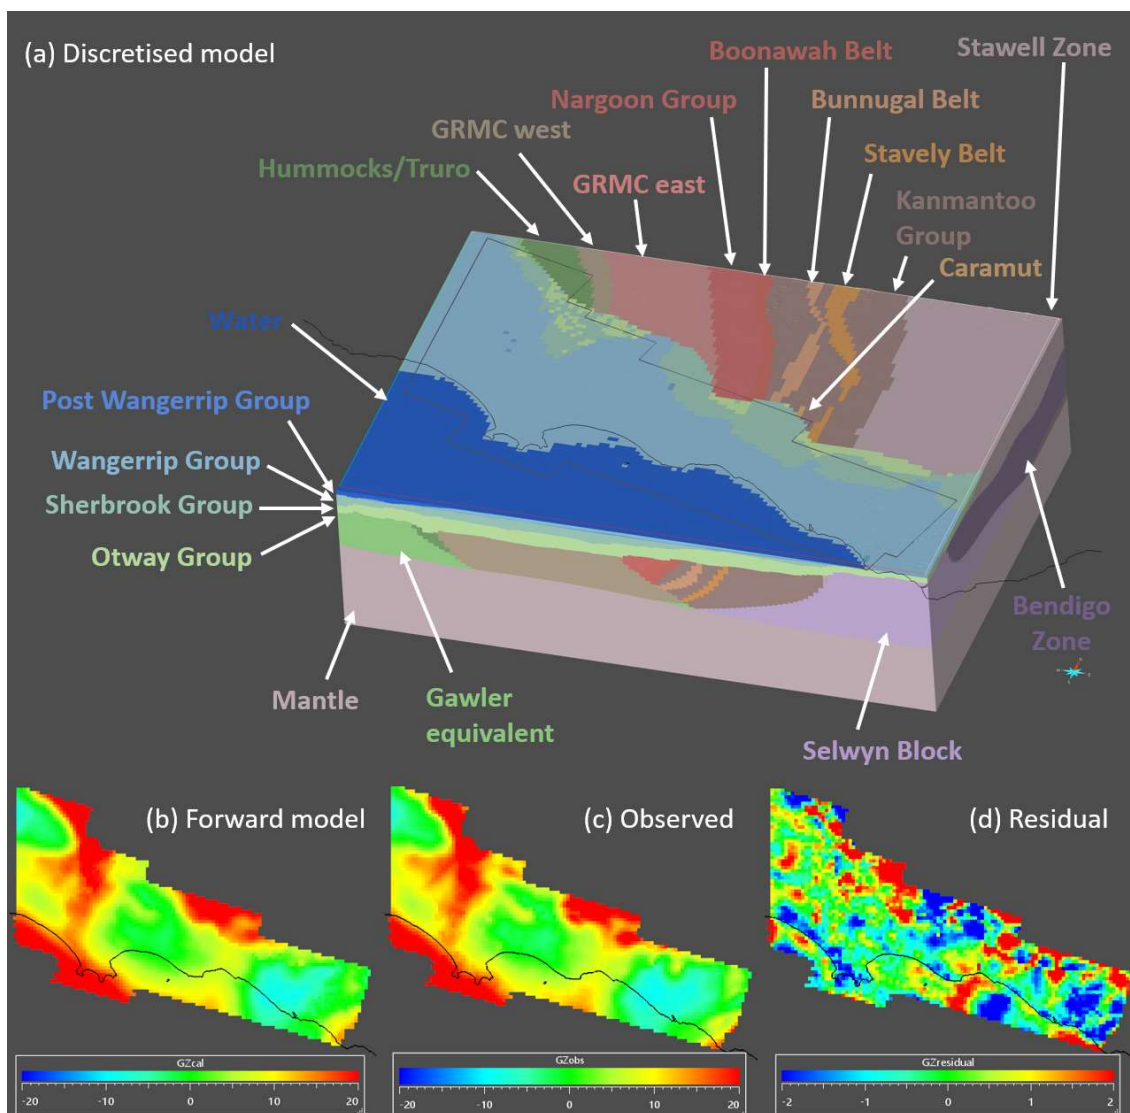 (a) Discretised model
Boonawah Belt
Stawell Zone
Nargoon Group
Bunnugal Belt
GRMC west
Stavely Belt
Hummocks/Truro
GRMC east
Kanmantoo
Group
Caramut
Water
Post Wangerrip Group
Wangerrip Group
Sherbrook Group
Otway Group
Bendigo
Zone
Mantle
Gawler
equivalent
Selwyn Block
(b) Forward model
(c) Observed
(d) Residual
GZcal
-20 -10 0 10 20
GZobs
-20 -10 0 10 20
GZresidual
-2 -1 0 1 2